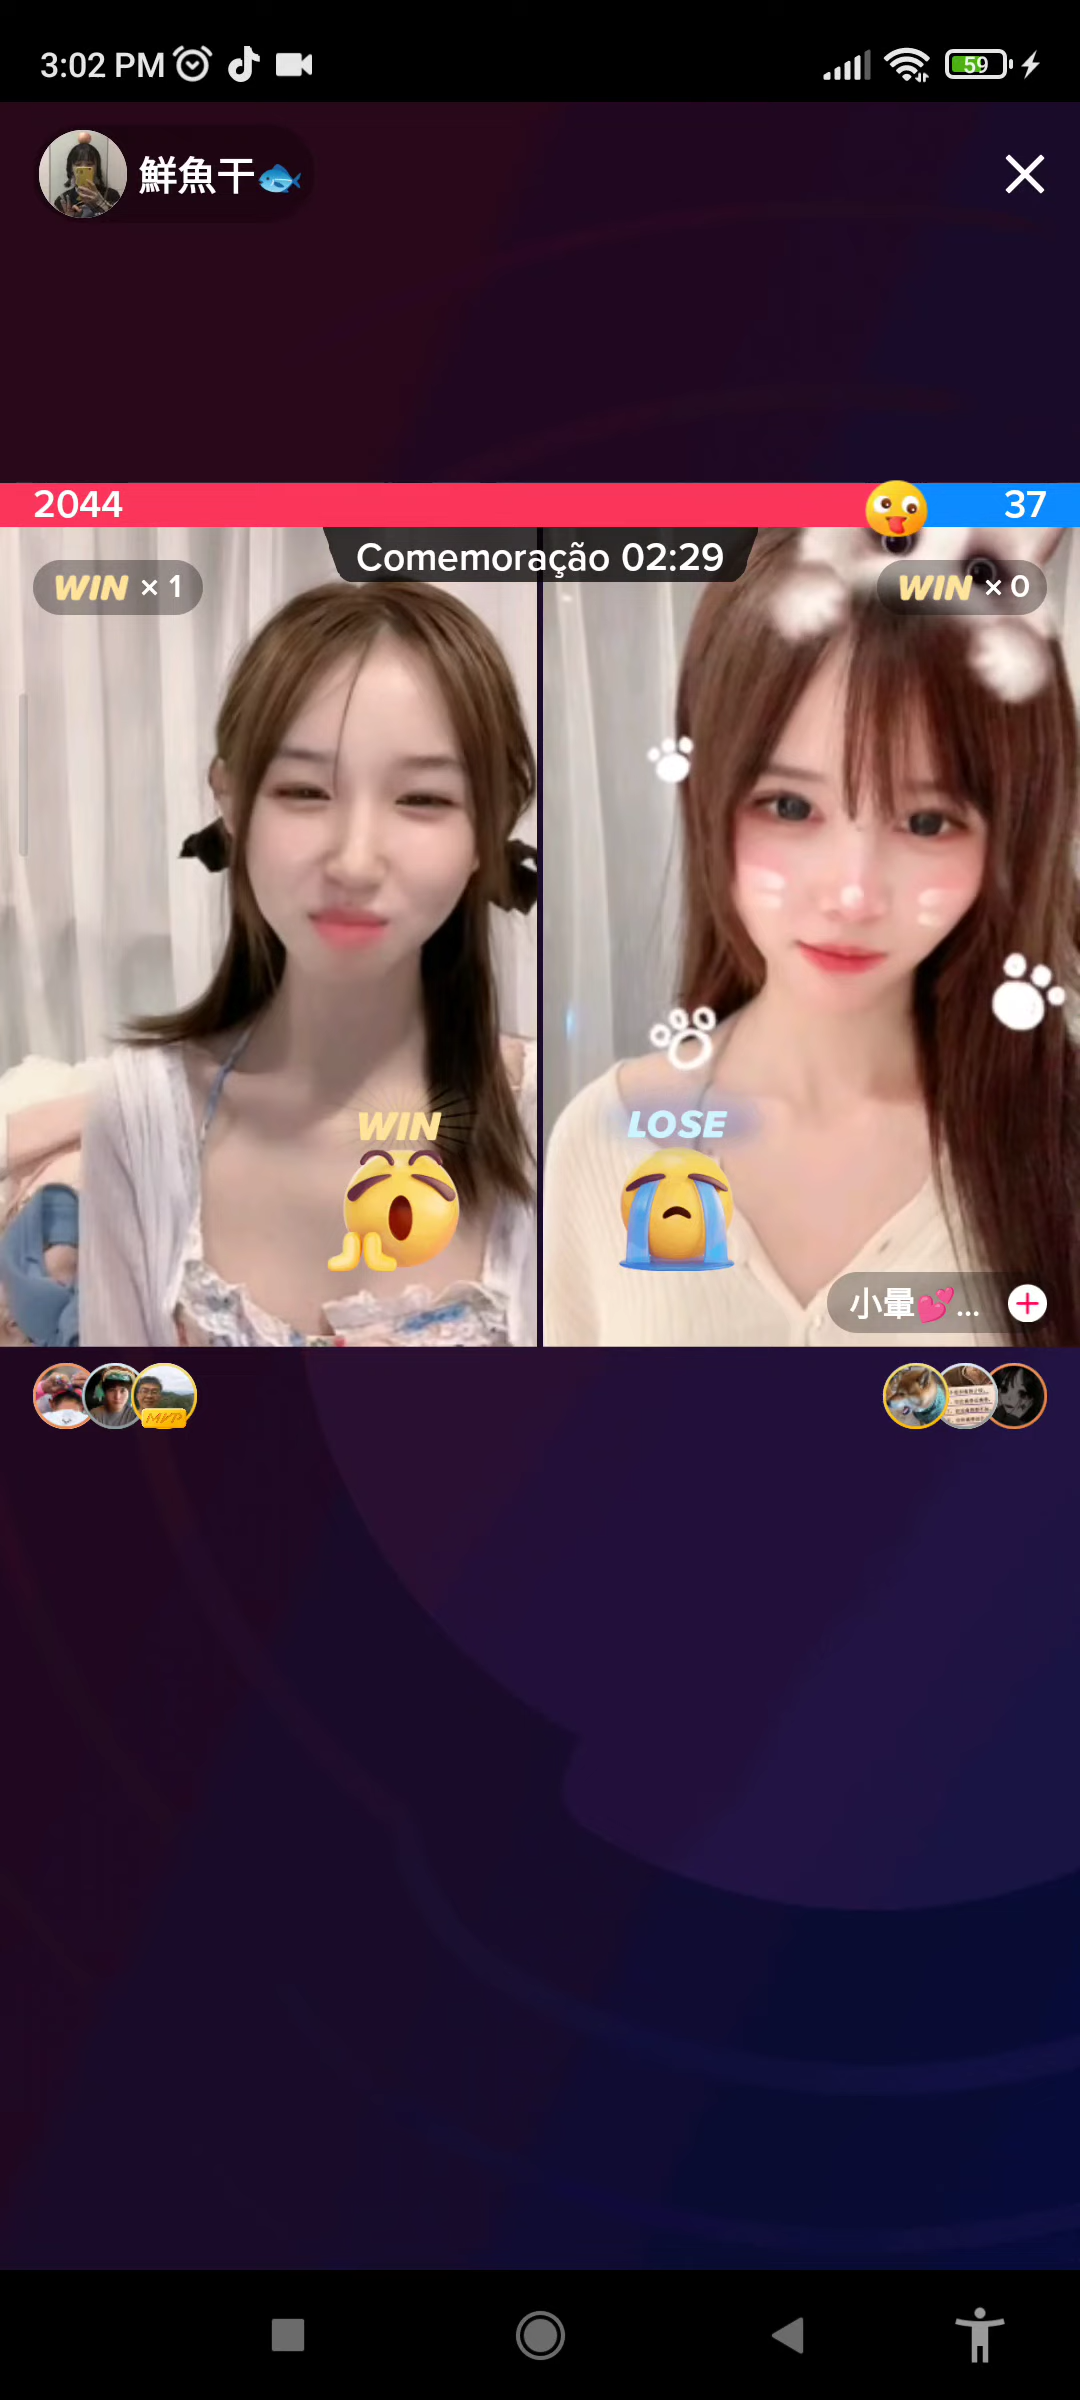 3:02 PM
59
鮮魚干🐟
2044
37
Comemoração 02:29
WIN × 1
WIN × 0
WIN
LOSE
小暈💕...
MVP